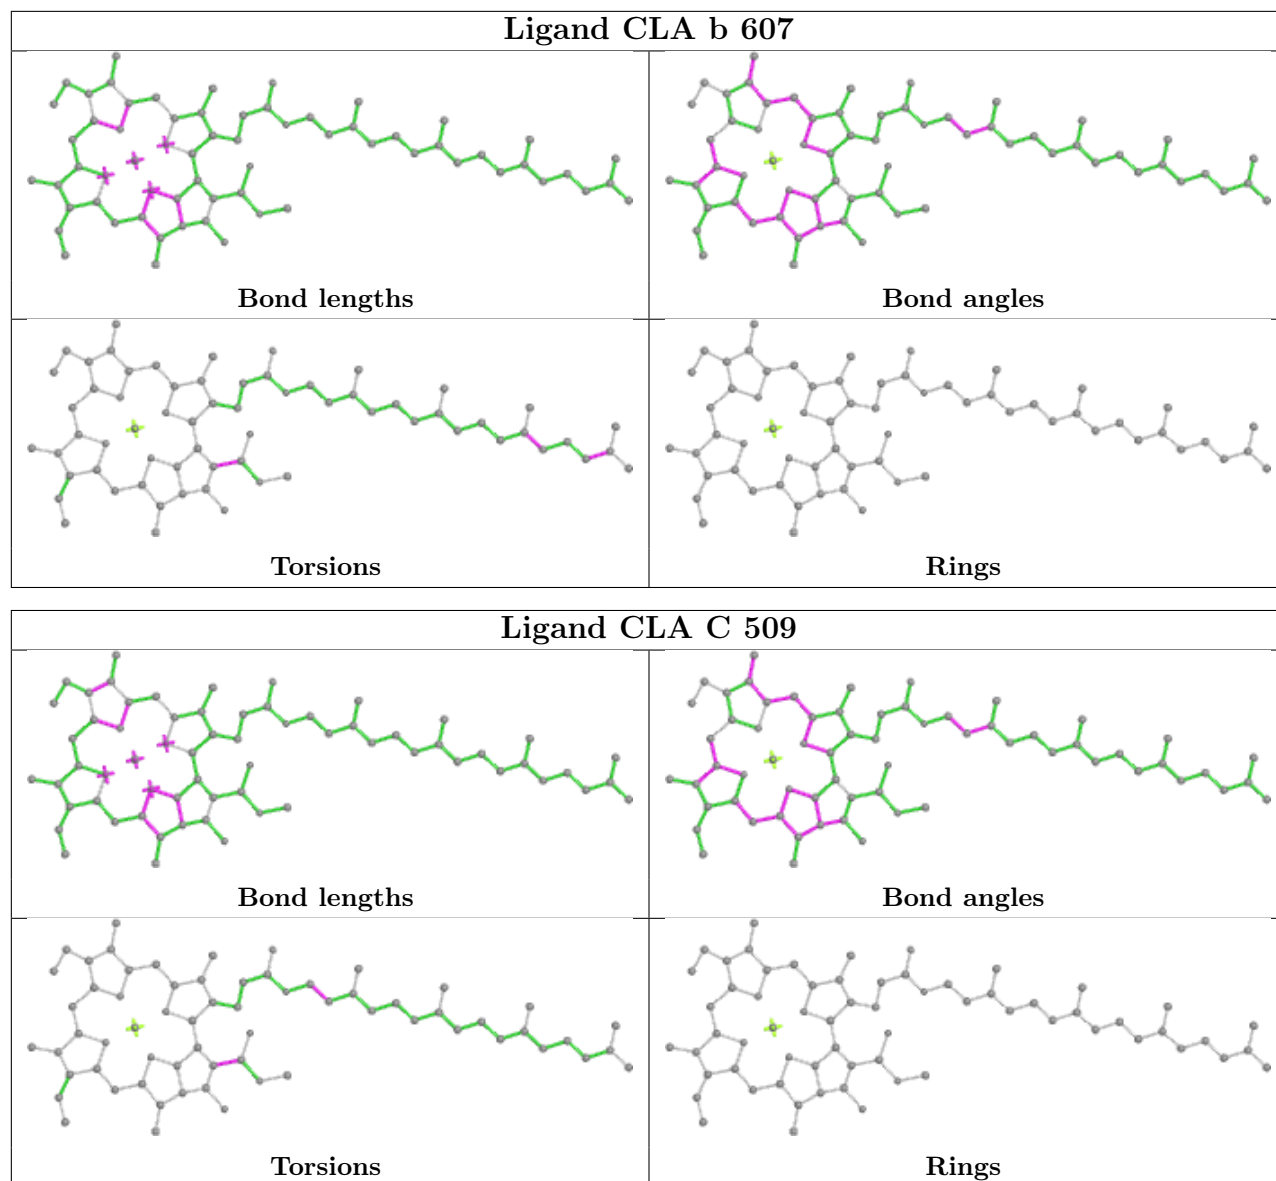 Ligand CLA b 607
Bond lengths
Bond angles
Torsions
Rings
Ligand CLA C 509
Bond lengths
Bond angles
Torsions
Rings